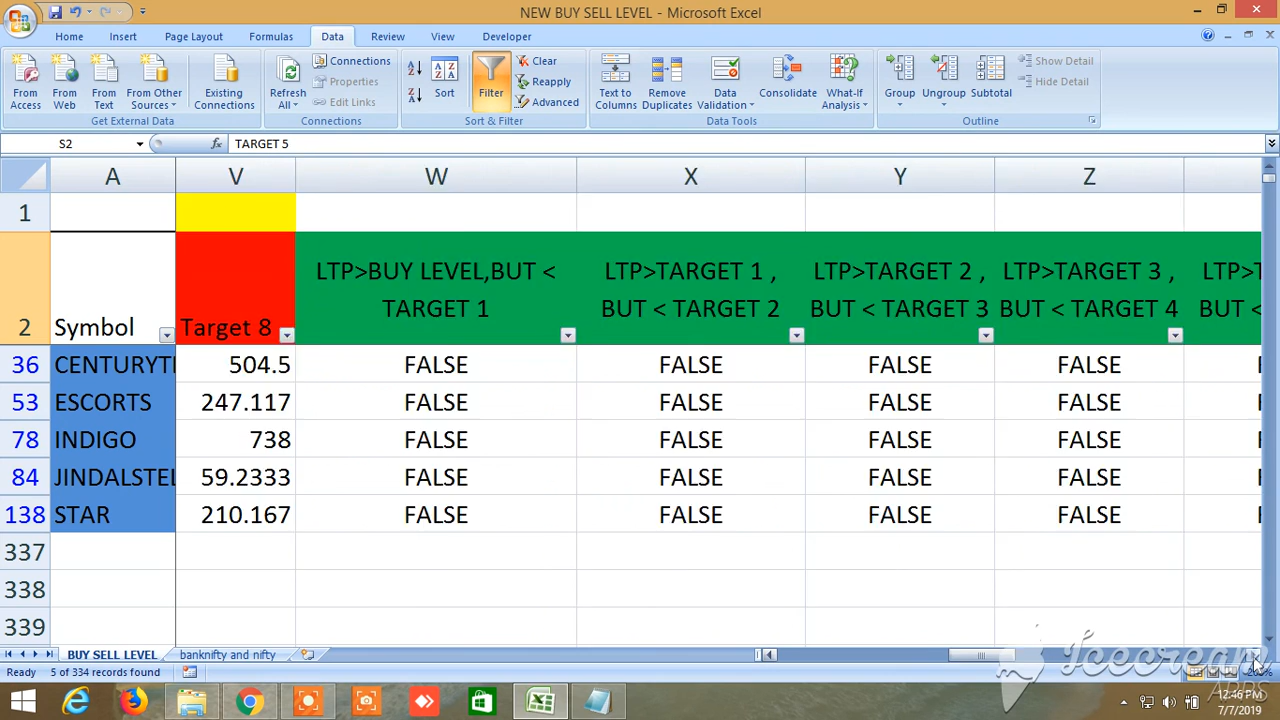 NEW BUY SELL LEVEL - Microsoft Excel
Home Insert Page Layout Formulas Data Review View Developer
From Access
From Web
From Text
From Other Sources
Existing Connections
Get External Data
Refresh All
Connections
Properties
Edit Links
Connections
Sort
Filter
Clear
Reapply
Advanced
Sort & Filter
Text to Columns
Remove Duplicates
Data Validation
Consolidate
What-If Analysis
Data Tools
Group
Ungroup
Subtotal
Show Detail
Hide Detail
Outline
S2 fx TARGET 5
A V W X Y Z
1
2 Symbol Target 8
LTP>BUY LEVEL,BUT <
TARGET 1
LTP>TARGET 1 ,
BUT < TARGET 2
LTP>TARGET 2 ,
BUT < TARGET 3
LTP>TARGET 3 ,
BUT < TARGET 4
36 CENTURYTE 504.5 FALSE FALSE FALSE FALSE
53 ESCORTS 247.117 FALSE FALSE FALSE FALSE
78 INDIGO 738 FALSE FALSE FALSE FALSE
84 JINDALSTEL 59.2333 FALSE FALSE FALSE FALSE
138 STAR 210.167 FALSE FALSE FALSE FALSE
337
338
339
BUY SELL LEVEL banknifty and nifty
Ready 5 of 334 records found
Icecream
APPS
12:46 PM
7/7/2019